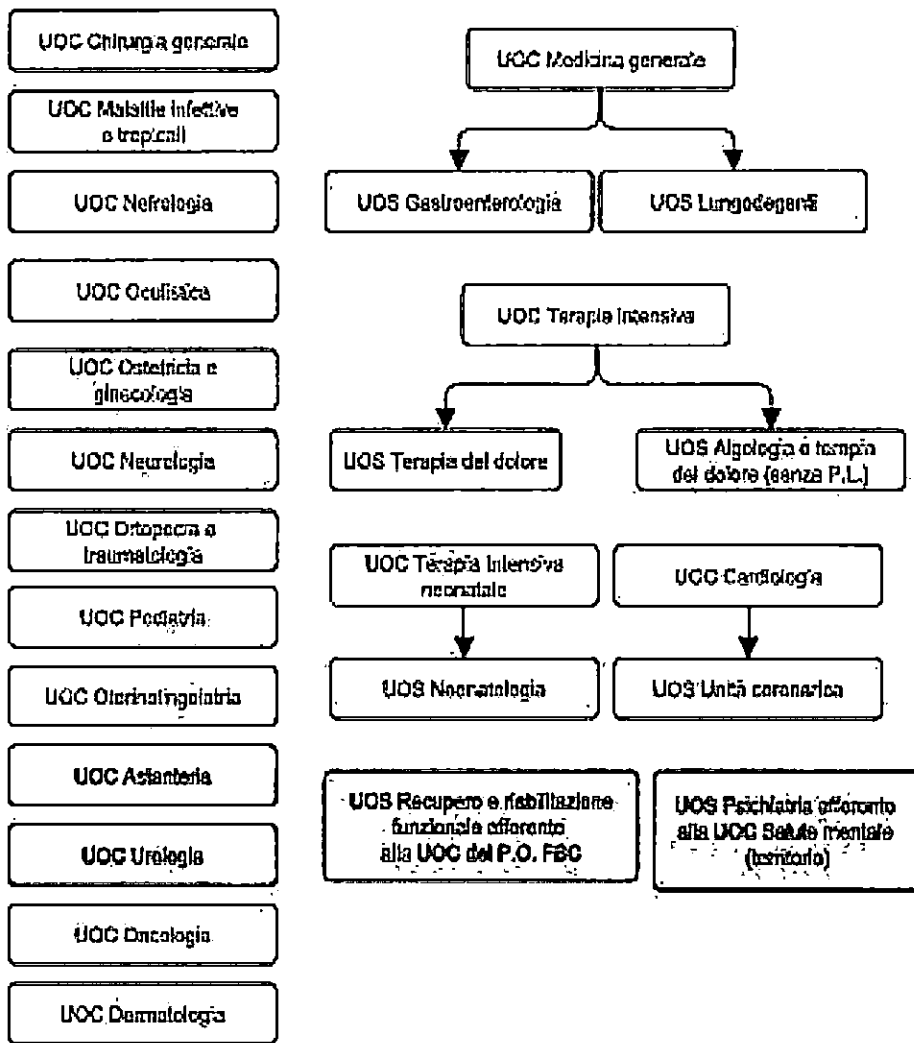 UOC Chirurgia generale
UOC Malattie infettive
e tropicali
UOC Nefrologia
UOC Oculistica
UOC Ostetricia e
ginecologia
UOC Neurologia
UOC Ortopedia e
traumatologia
UOC Pediatria
UOC Otorinolaringoiatria
UOC Astanteria
UOC Urologia
UOC Oncologia
UOC Dermatologia
UOC Medicina generale
UOS Gastroenterologia
UOS Lungodegenti
UOC Terapia intensiva
UOS Terapia del dolore
UOS Algologia e terapia
del dolore (senza P.L.)
UOC Terapia intensiva
neonatale
UOC Cardiologia
UOS Neonatologia
UOS Unità coronarica
UOS Recupero e riabilitazione
funzionale afferente
alla UOC del P.O. FBC
UOS Psichiatria afferente
alla UOC Salute mentale
(territorio)